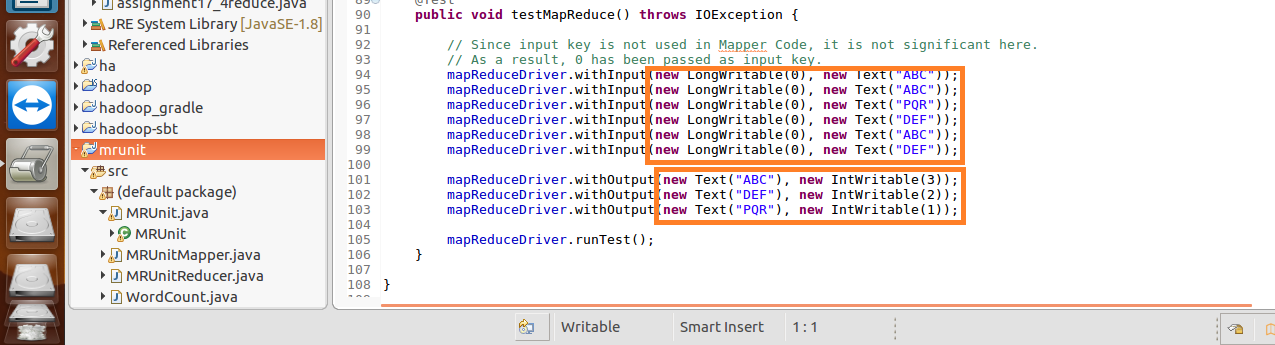 assignment17_4reduce.java
JRE System Library [JavaSE-1.8]
Referenced Libraries
ha
hadoop
hadoop_gradle
hadoop-sbt
mrunit
src
(default package)
MRUnit.java
MRUnit
MRUnitMapper.java
MRUnitReducer.java
WordCount.java
89 @Test
90 public void testMapReduce() throws IOException {
91
92 // Since input key is not used in Mapper Code, it is not significant here.
93 // As a result, 0 has been passed as input key.
94 mapReduceDriver.withInput(new LongWritable(0), new Text("ABC"));
95 mapReduceDriver.withInput(new LongWritable(0), new Text("ABC"));
96 mapReduceDriver.withInput(new LongWritable(0), new Text("PQR"));
97 mapReduceDriver.withInput(new LongWritable(0), new Text("DEF"));
98 mapReduceDriver.withInput(new LongWritable(0), new Text("ABC"));
99 mapReduceDriver.withInput(new LongWritable(0), new Text("DEF"));
100
101 mapReduceDriver.withOutput(new Text("ABC"), new IntWritable(3));
102 mapReduceDriver.withOutput(new Text("DEF"), new IntWritable(2));
103 mapReduceDriver.withOutput(new Text("PQR"), new IntWritable(1));
104
105 mapReduceDriver.runTest();
106 }
107
108 }
Writable
Smart Insert
1 : 1